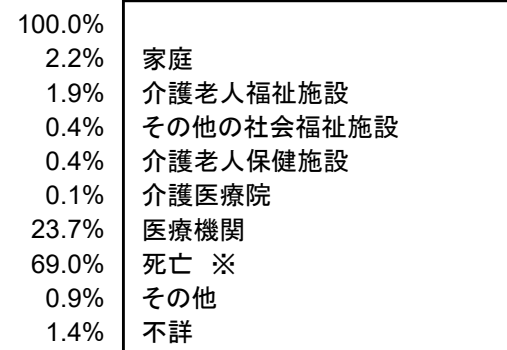 100.0%
2.2% 家庭
1.9% 介護老人福祉施設
0.4% その他の社会福祉施設
0.4% 介護老人保健施設
0.1% 介護医療院
23.7% 医療機関
69.0% 死亡 ※
0.9% その他
1.4% 不詳